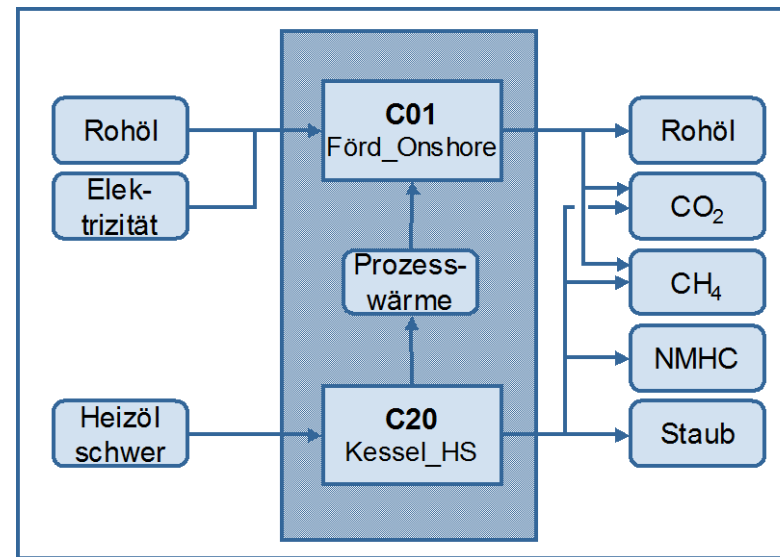 Rohöl
Elek-
trizität
Heizöl
schwer
C01
Förd_Onshore
Prozess-
wärme
C20
Kessel_HS
Rohöl
CO₂
CH₄
NMHC
Staub